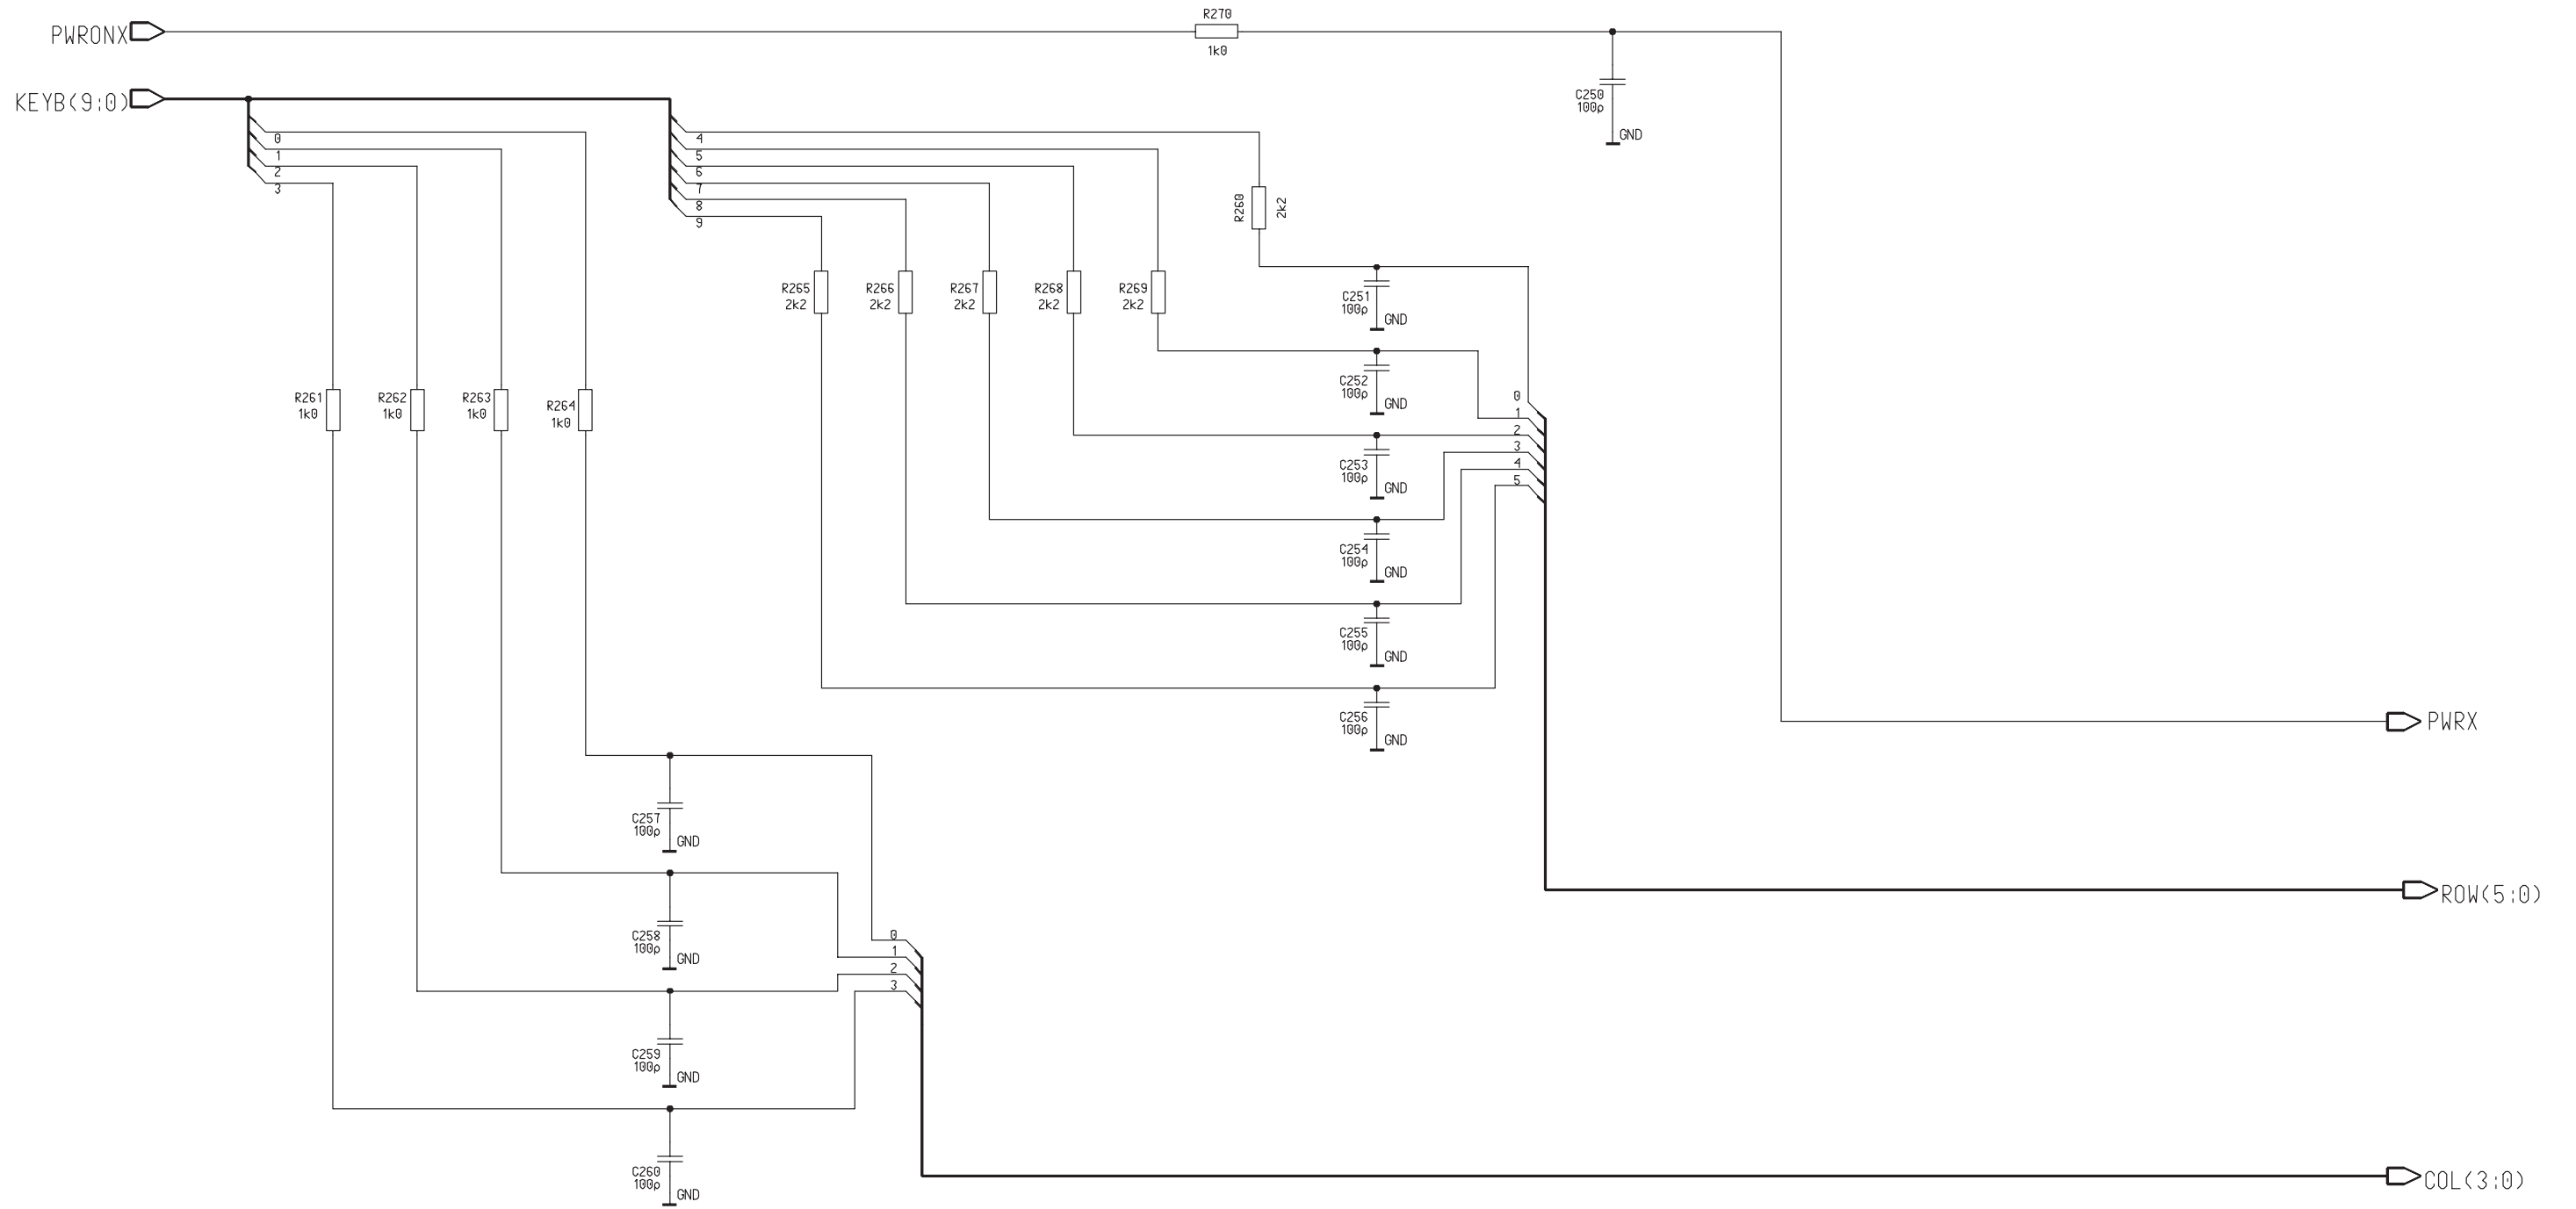 R270
PWRONX
1k0
KEYB(9:0)
C250
100p
GND
0
1
2
3
4
5
6
7
8
9
R260
2k2
R265
2k2
R266
2k2
R267
2k2
R268
2k2
R269
2k2
C251
100p
GND
C252
100p
GND
R261
1k0
R262
1k0
R263
1k0
R264
1k0
0
1
2
3
4
5
C253
100p
GND
C254
100p
GND
C255
100p
GND
C256
100p
GND
PWRX
C257
100p
GND
ROW(5:0)
C258
100p
GND
0
1
2
3
C259
100p
GND
C260
100p
GND
COL(3:0)